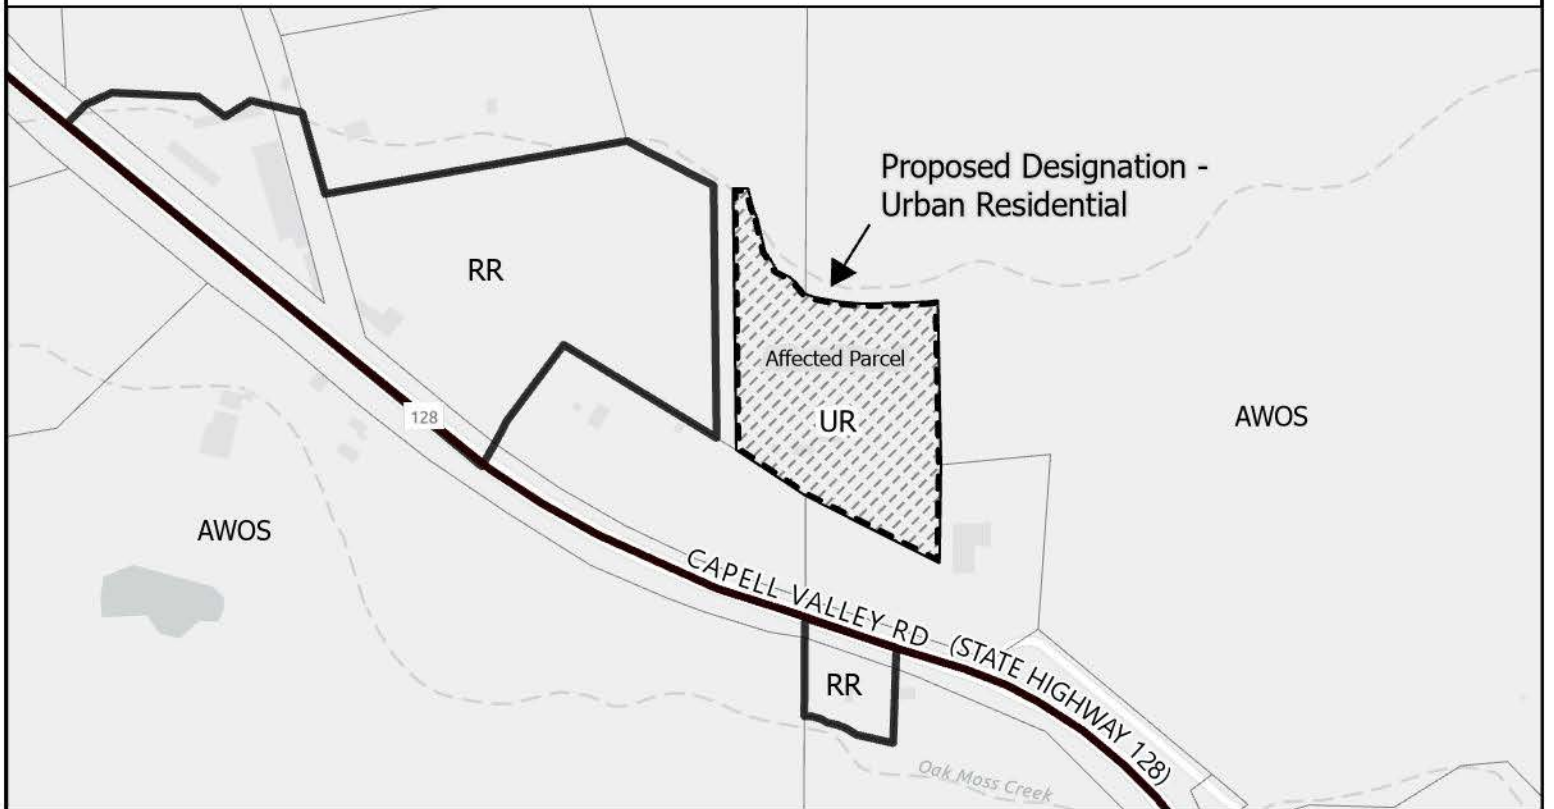 Proposed Designation -
Urban Residential
RR
Affected Parcel
UR
128
AWOS
AWOS
CAPELL VALLEY RD (STATE HIGHWAY 128)
RR
Oak Moss Creek